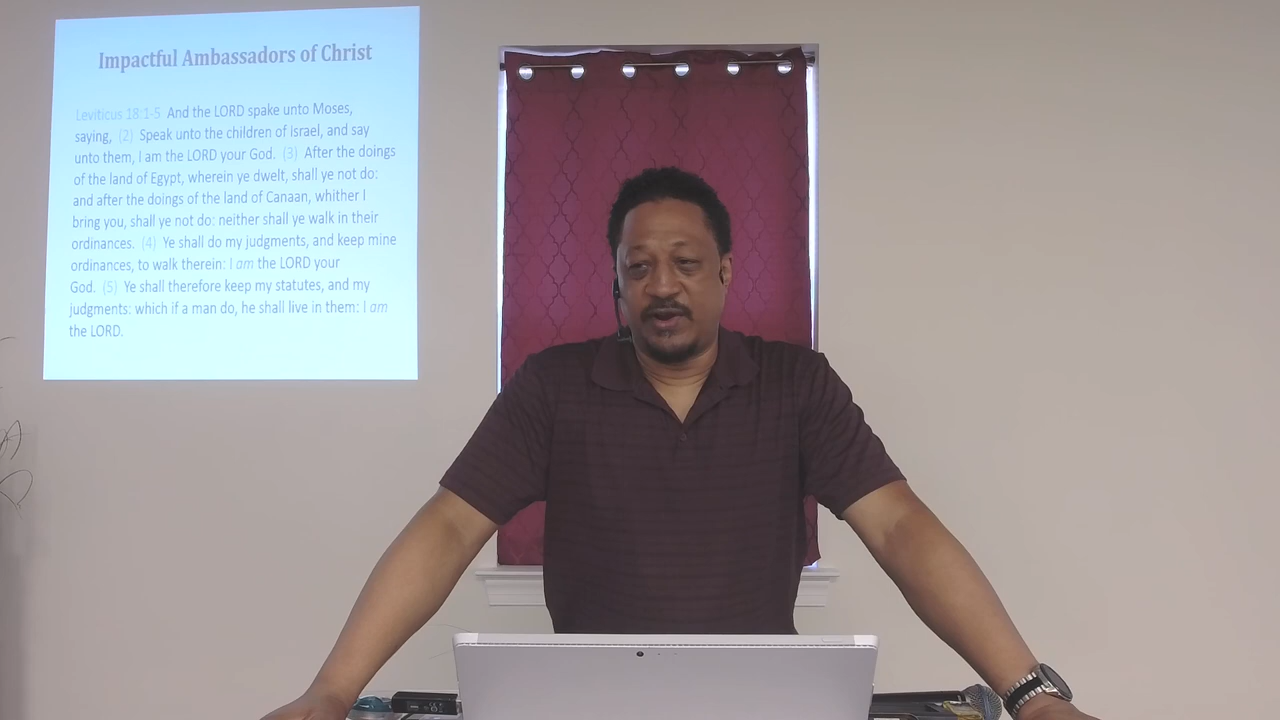 Impactful Ambassadors of Christ
Leviticus 18:1-5 And the LORD spake unto Moses,
saying, (2) Speak unto the children of Israel, and say
unto them, I am the LORD your God. (3) After the doings
of the land of Egypt, wherein ye dwelt, shall ye not do:
and after the doings of the land of Canaan, whither I
bring you, shall ye not do: neither shall ye walk in their
ordinances. (4) Ye shall do my judgments, and keep mine
ordinances, to walk therein: I am the LORD your
God. (5) Ye shall therefore keep my statutes, and my
judgments: which if a man do, he shall live in them: I am
the LORD.